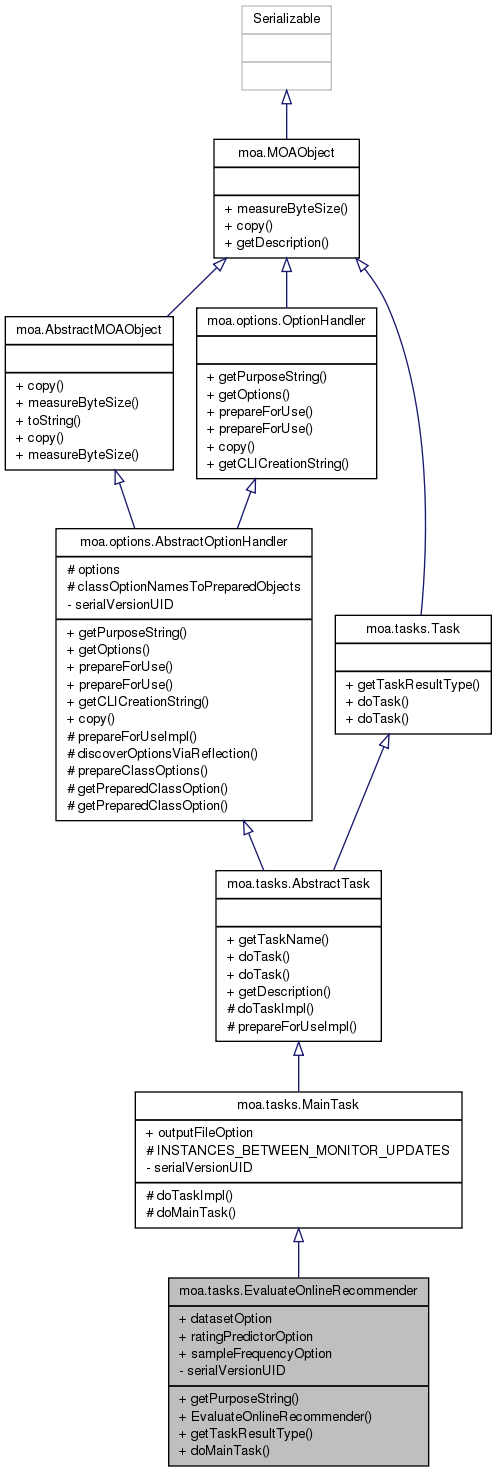 Serializable
moa.MOAObject
+ measureByteSize()
+ copy()
+ getDescription()
moa.AbstractMOAObject
+ copy()
+ measureByteSize()
+ toString()
+ copy()
+ measureByteSize()
moa.options.OptionHandler
+ getPurposeString()
+ getOptions()
+ prepareForUse()
+ prepareForUse()
+ copy()
+ getCLICreationString()
moa.options.AbstractOptionHandler
# options
# classOptionNamesToPreparedObjects
- serialVersionUID
+ getPurposeString()
+ getOptions()
+ prepareForUse()
+ prepareForUse()
+ getCLICreationString()
+ copy()
# prepareForUseImpl()
# discoverOptionsViaReflection()
# prepareClassOptions()
# getPreparedClassOption()
# getPreparedClassOption()
moa.tasks.Task
+ getTaskResultType()
+ doTask()
+ doTask()
moa.tasks.AbstractTask
+ getTaskName()
+ doTask()
+ doTask()
+ getDescription()
# doTaskImpl()
# prepareForUseImpl()
moa.tasks.MainTask
+ outputFileOption
# INSTANCES_BETWEEN_MONITOR_UPDATES
- serialVersionUID
# doTaskImpl()
# doMainTask()
moa.tasks.EvaluateOnlineRecommender
+ datasetOption
+ ratingPredictorOption
+ sampleFrequencyOption
- serialVersionUID
+ getPurposeString()
+ EvaluateOnlineRecommender()
+ getTaskResultType()
+ doMainTask()